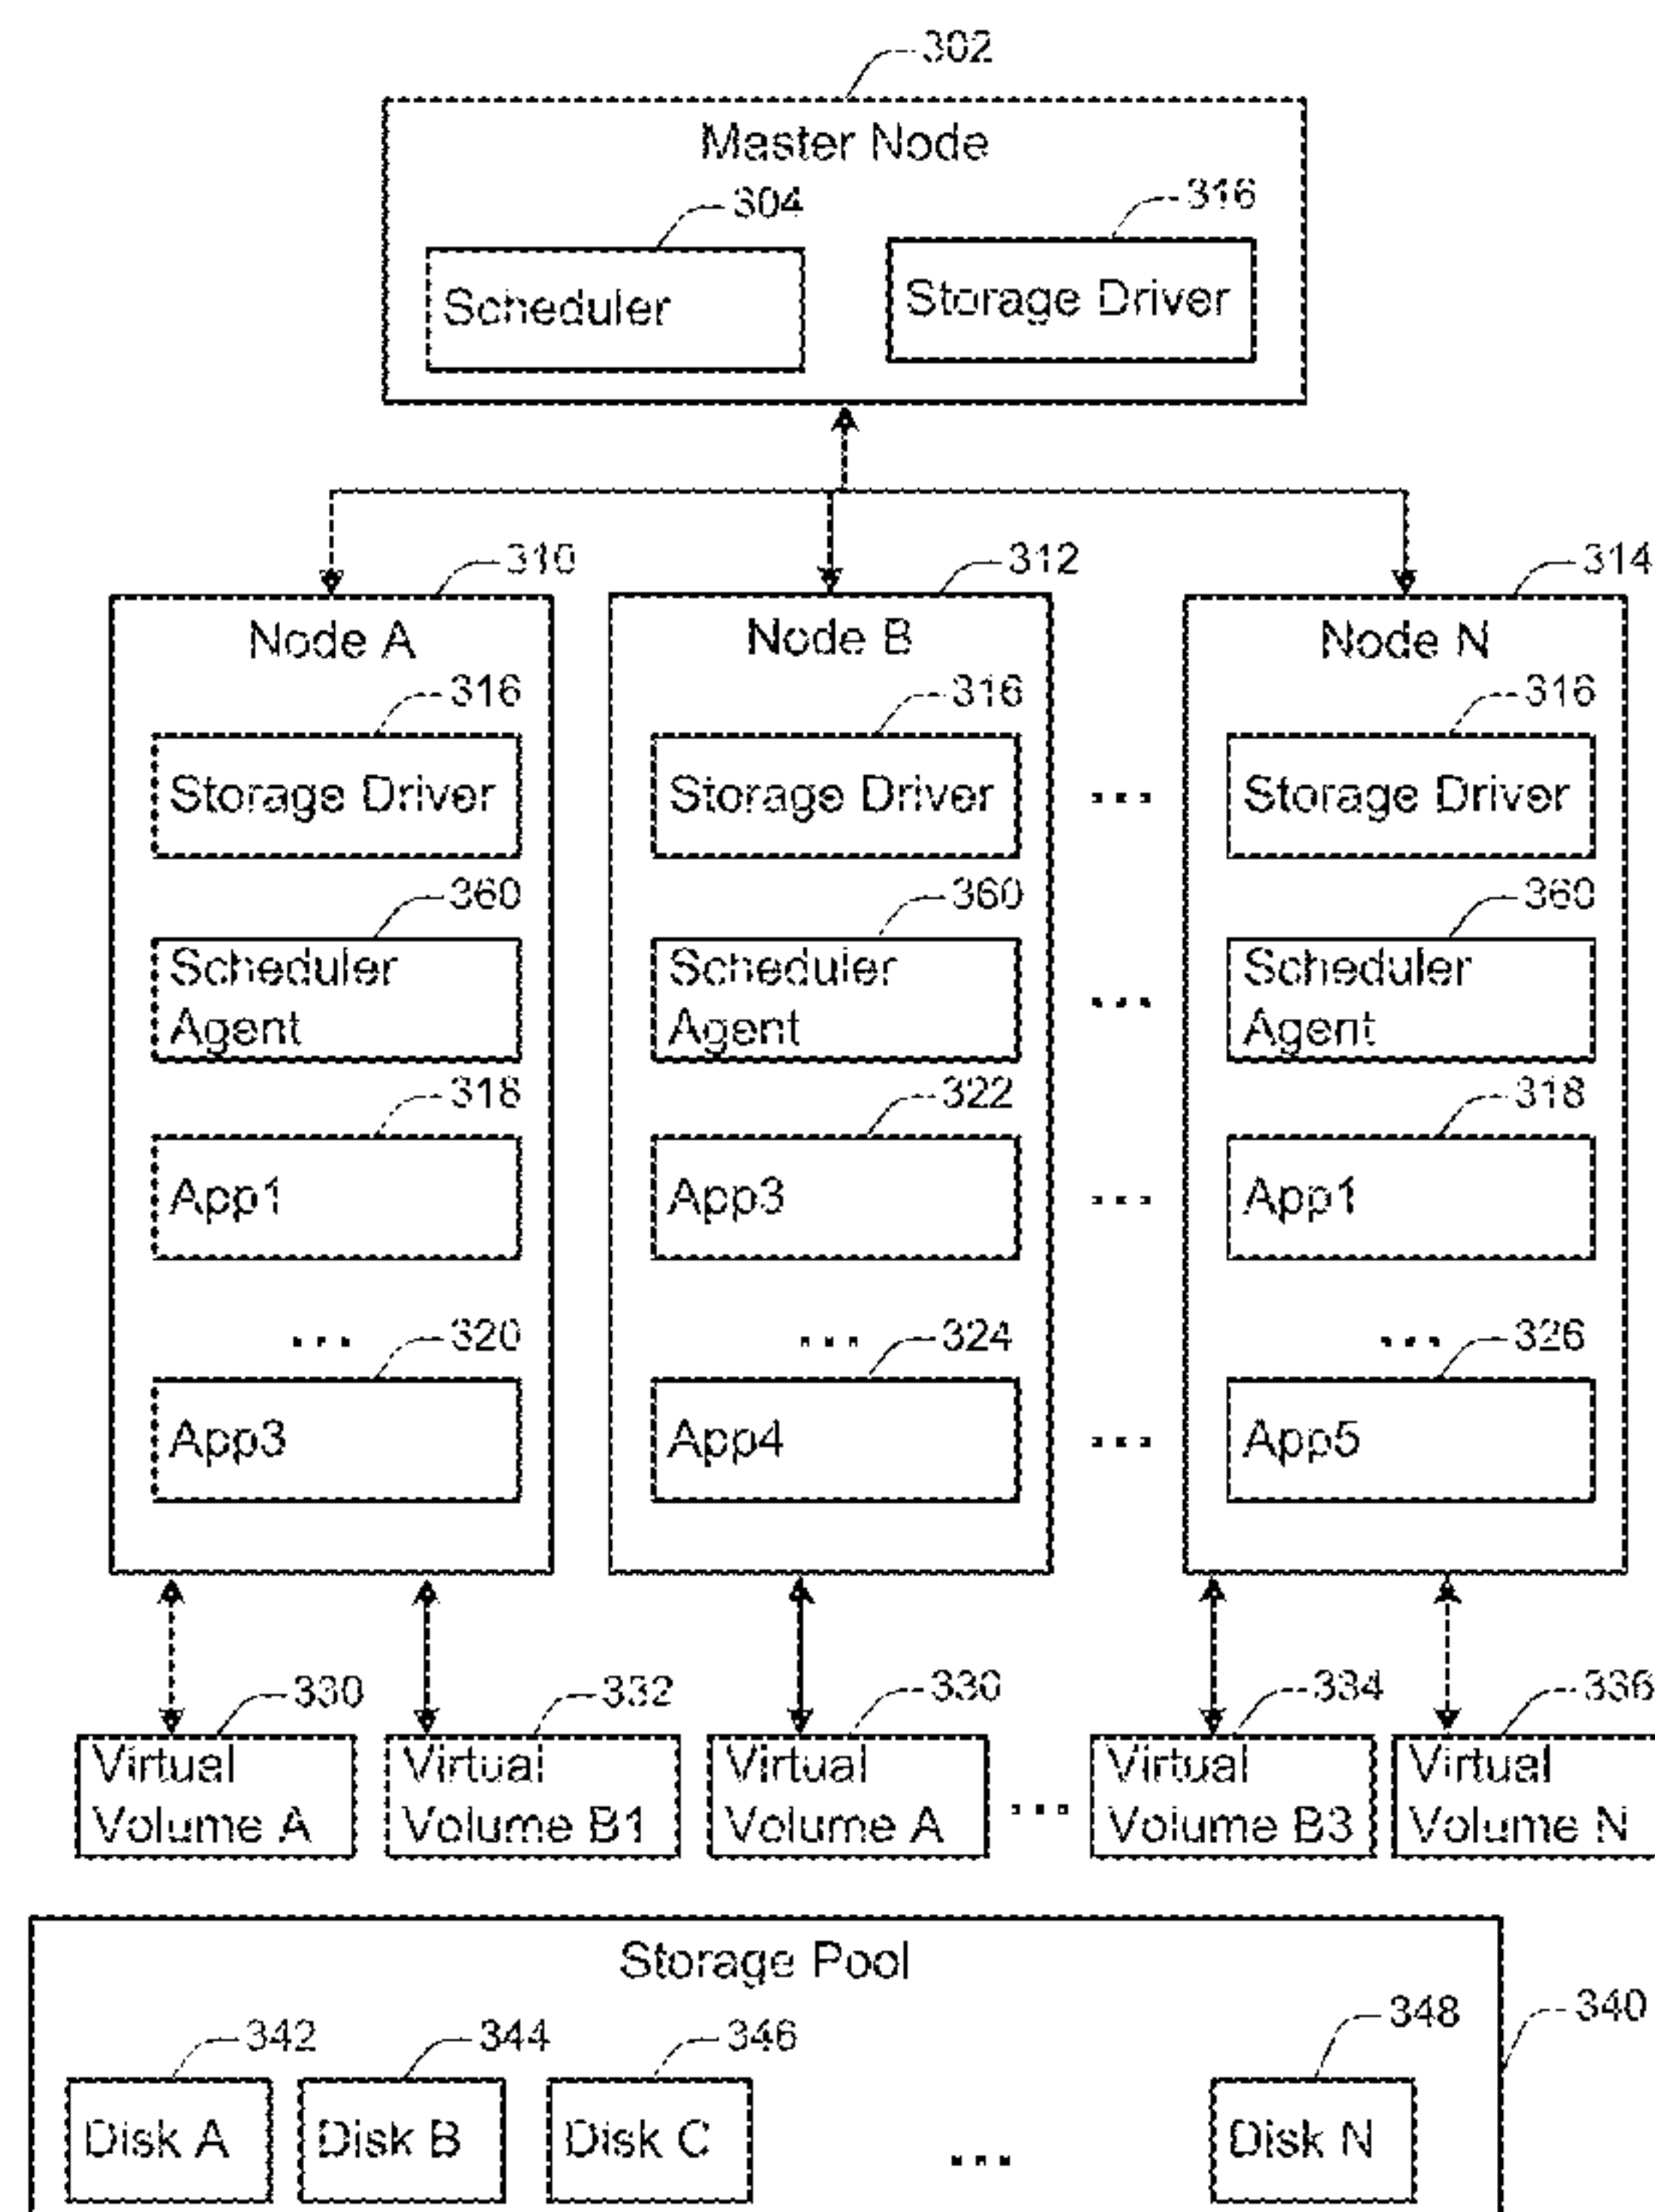 302
Master Node
304
316
Scheduler
Storage Driver
310
312
314
Node A
Node B
Node N
316
316
316
Storage Driver
Storage Driver
...
Storage Driver
360
360
360
Scheduler
Agent
Scheduler
Agent
...
Scheduler
Agent
318
322
318
App1
App3
...
App1
... 320
... 324
... 326
App3
App4
...
App5
330
332
330
334
336
Virtual
Volume A
Virtual
Volume B1
Virtual
Volume A
...
Virtual
Volume B3
Virtual
Volume N
Storage Pool
340
342
344
346
348
Disk A
Disk B
Disk C
...
Disk N